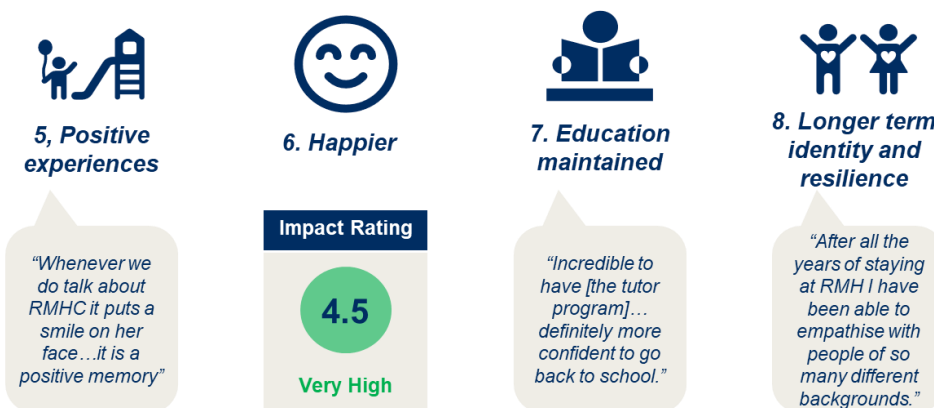 5, Positive
experiences
6. Happier
7. Education
maintained
8. Longer term
identity and
resilience
“Whenever we
do talk about
RMHC it puts a
smile on her
face…it is a
positive memory”
Impact Rating
4.5
Very High
“Incredible to
have [the tutor
program]…
definitely more
confident to go
back to school.”
“After all the
years of staying
at RMH I have
been able to
empathise with
people of so
many different
backgrounds.”